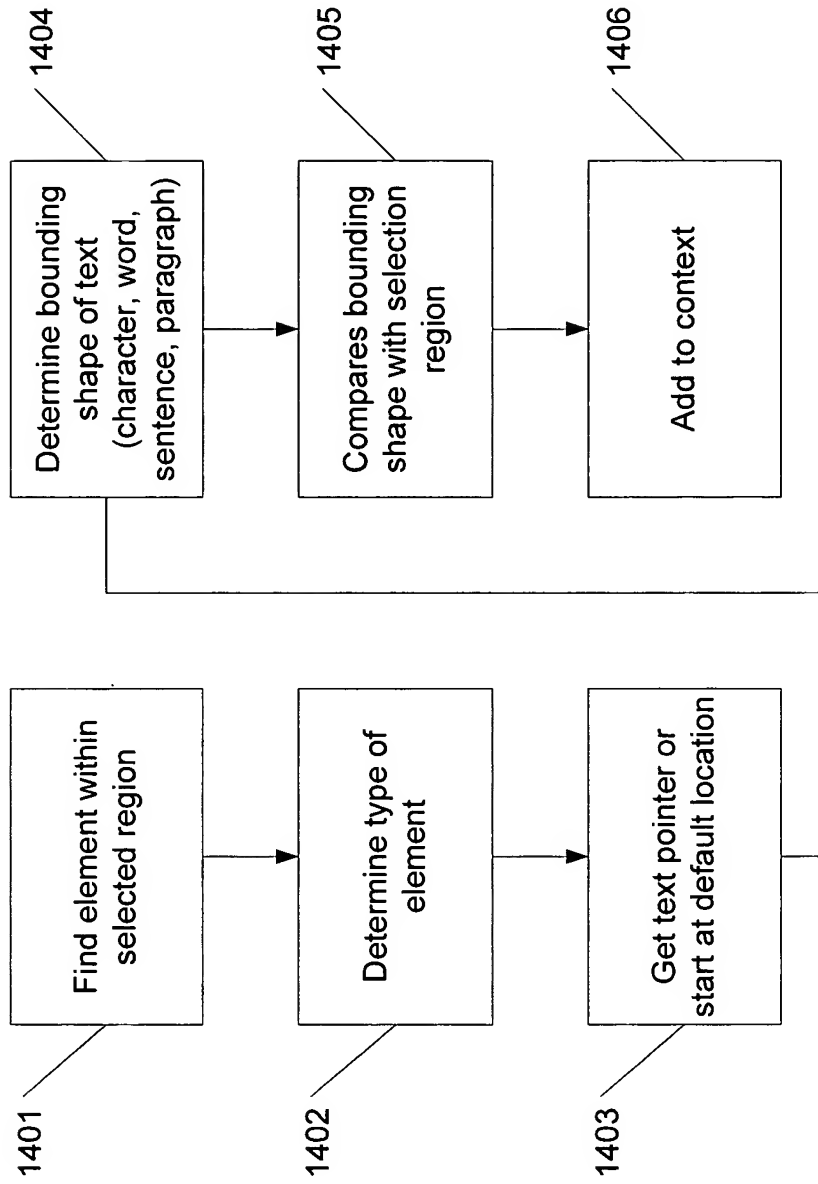 1401
Find element within
selected region
1402
Determine type of
element
1403
Get text pointer or
start at default location
1404
Determine bounding
shape of text
(character, word,
sentence, paragraph)
1405
Compares bounding
shape with selection
region
1406
Add to context